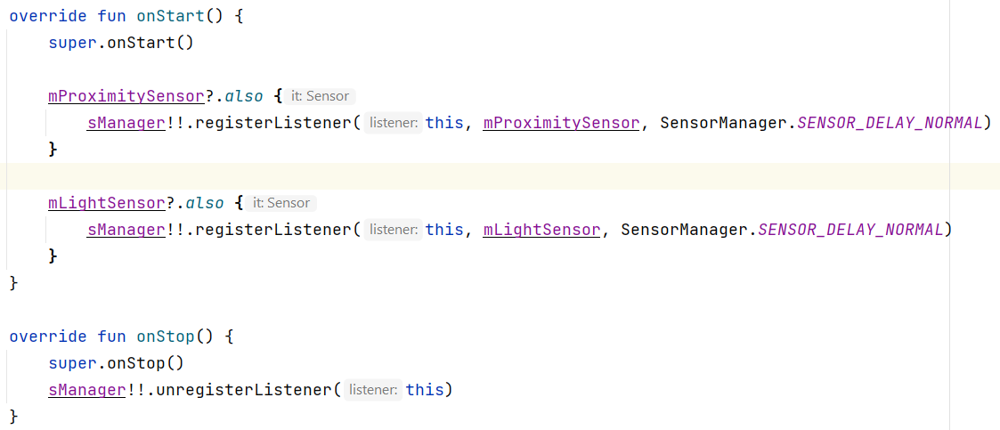 override fun onStart() {
super.onStart()
mProximitySensor?.also { it: Sensor
sManager!!.registerListener( listener: this, mProximitySensor, SensorManager.SENSOR_DELAY_NORMAL)
}
mLightSensor?.also { it: Sensor
sManager!!.registerListener( listener: this, mLightSensor, SensorManager.SENSOR_DELAY_NORMAL)
}
}
override fun onStop() {
super.onStop()
sManager!!.unregisterListener( listener: this)
}